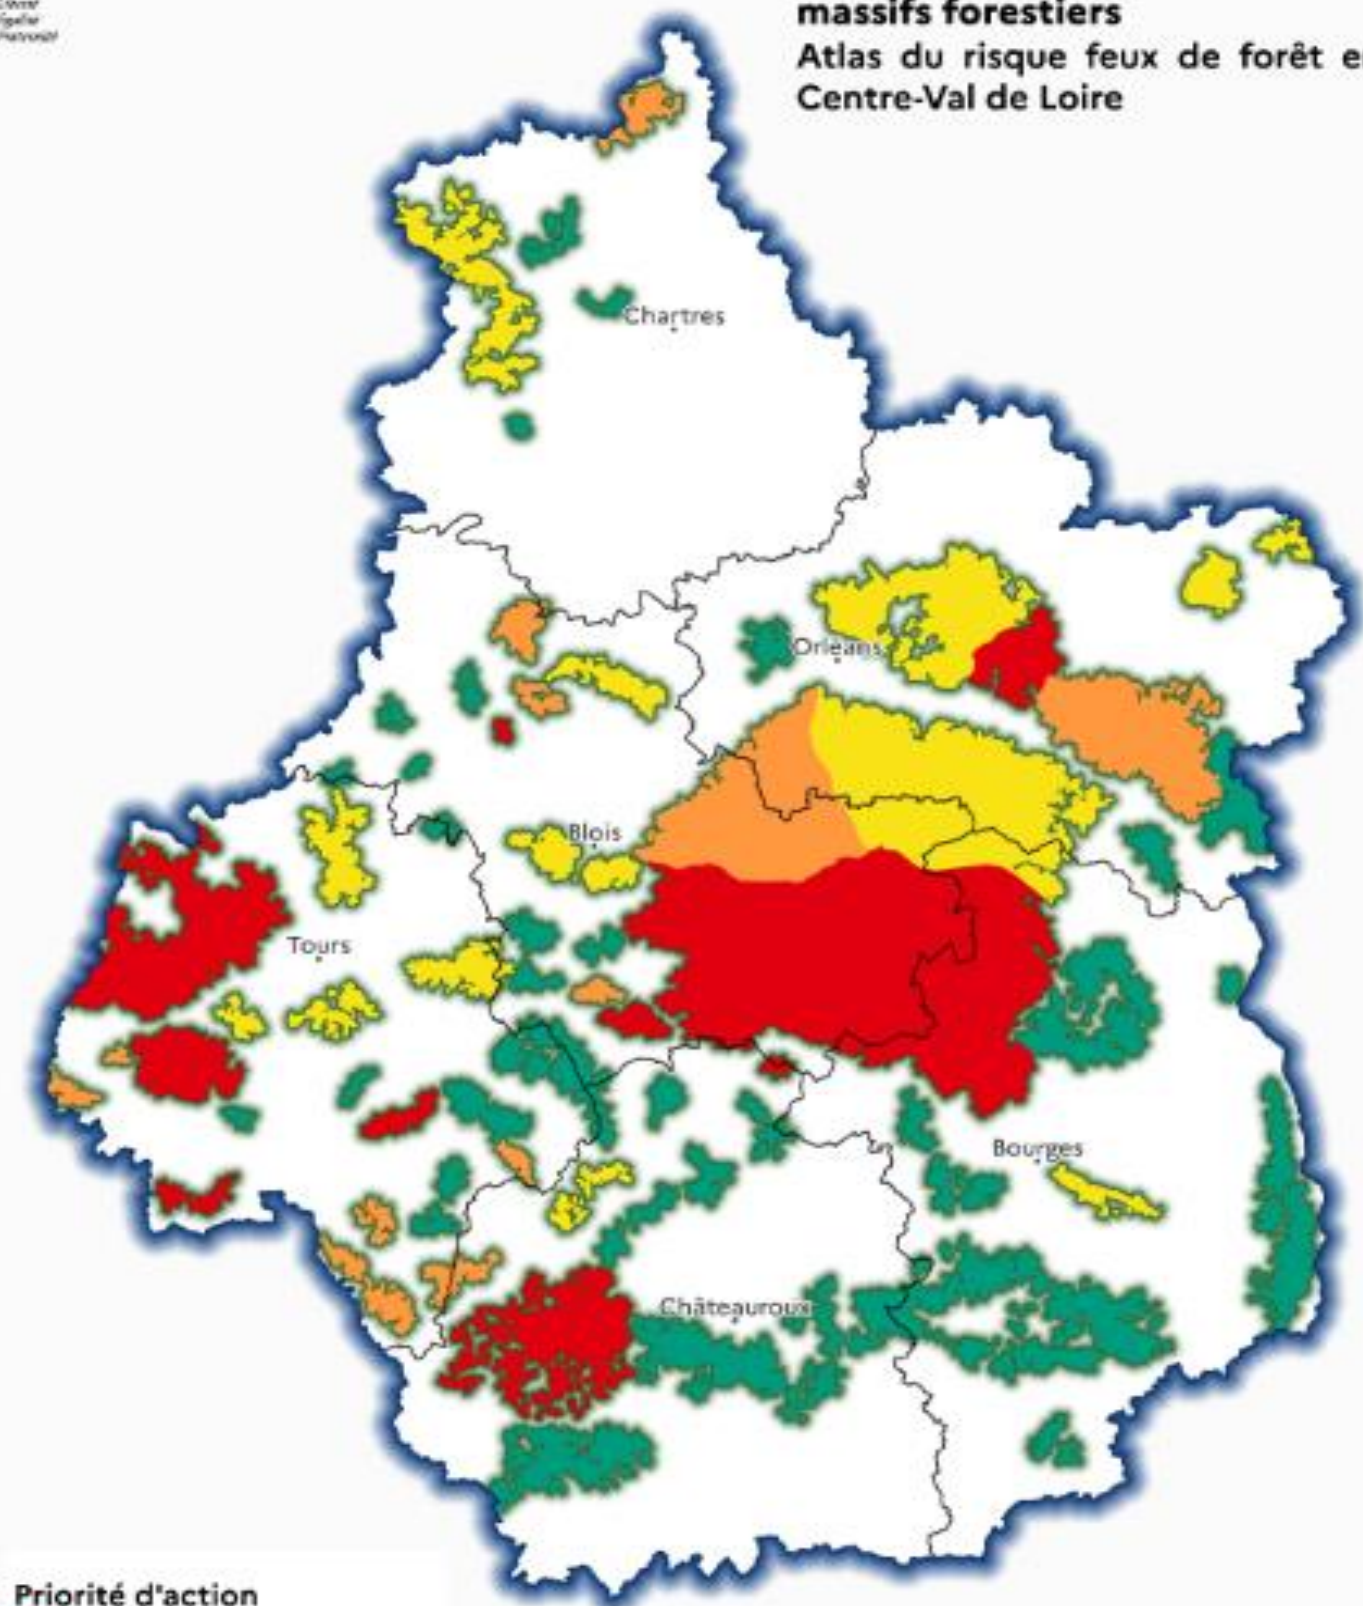 massifs forestiers
Atlas du risque feux de forêt e
Centre-Val de Loire
Chartres
Orléans
Blois
Tours
Bourges
Châteauroux
Priorité d'action